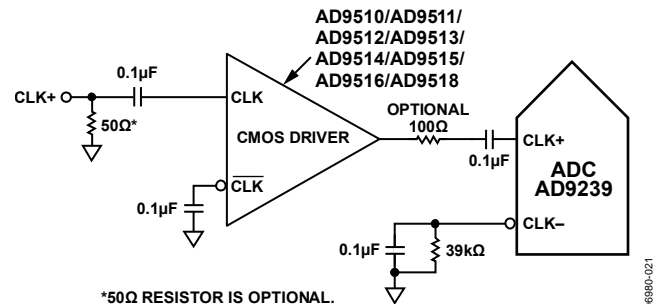 AD9510/AD9511/
AD9512/AD9513/
AD9514/AD9515/
AD9516/AD9518
0.1µF
CLK+
CLK
50Ω*
CMOS DRIVER
OPTIONAL
100Ω
0.1µF
CLK+
ADC
AD9239
CLK
0.1µF
CLK–
0.1µF
39kΩ
*50Ω RESISTOR IS OPTIONAL.
6980-021